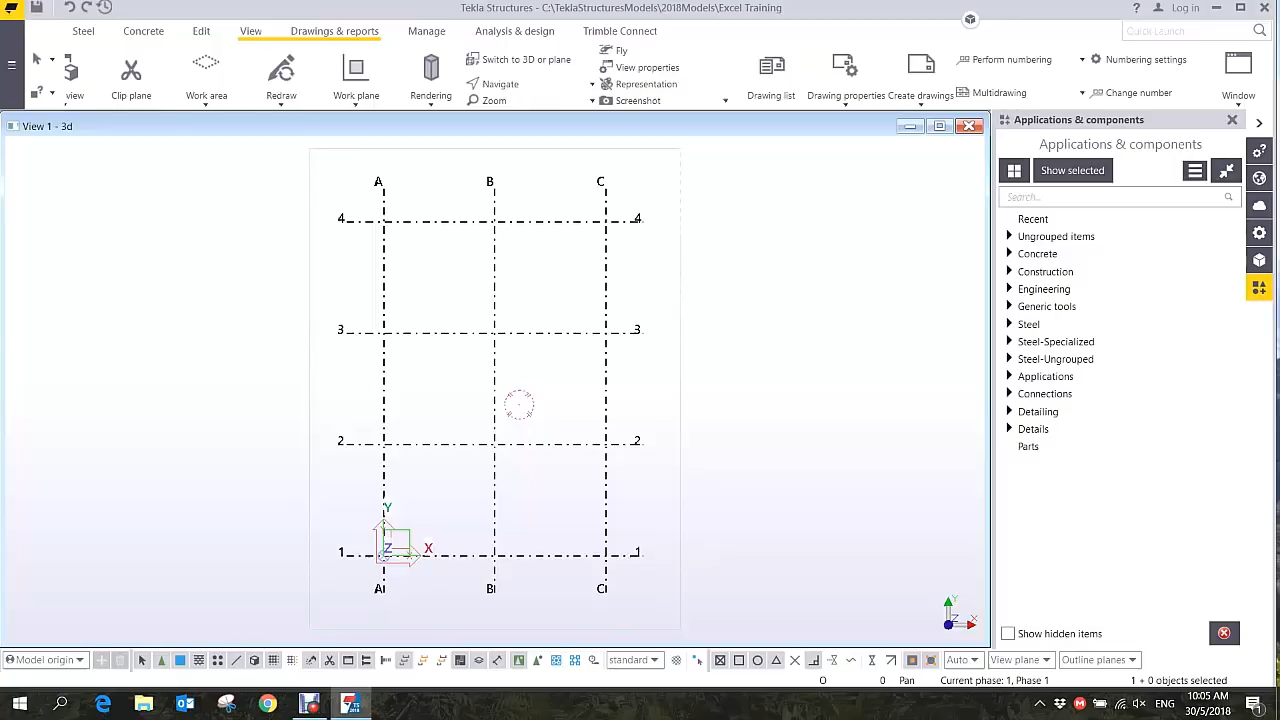 Tekla Structures - C:\TeklaStructuresModels\2018Models\Excel Training
? Log in
Steel Concrete Edit View Drawings & reports Manage Analysis & design Trimble Connect Quick Launch
view
Clip plane
Work area
Redraw
Work plane
Rendering
Switch to 3D or plane
Navigate
Zoom
Fly
View properties
Representation
Screenshot
Drawing list
Drawing properties
Create drawings
Perform numbering
Multidrawing
Numbering settings
Change number
Window
View 1 - 3d
A B C
4 4
3 3
2 2
Y
Z X
1 1
A B C
Y
Z X
Applications & components
Applications & components
Show selected
Search...
Recent
Ungrouped items
Concrete
Construction
Engineering
Generic tools
Steel
Steel-Specialized
Steel-Ungrouped
Applications
Connections
Detailing
Details
Parts
Show hidden items
Model origin standard Auto View plane Outline planes
O 0 Pan Current phase: 1, Phase 1 1 + 0 objects selected
ENG
10:05 AM
30/5/2018